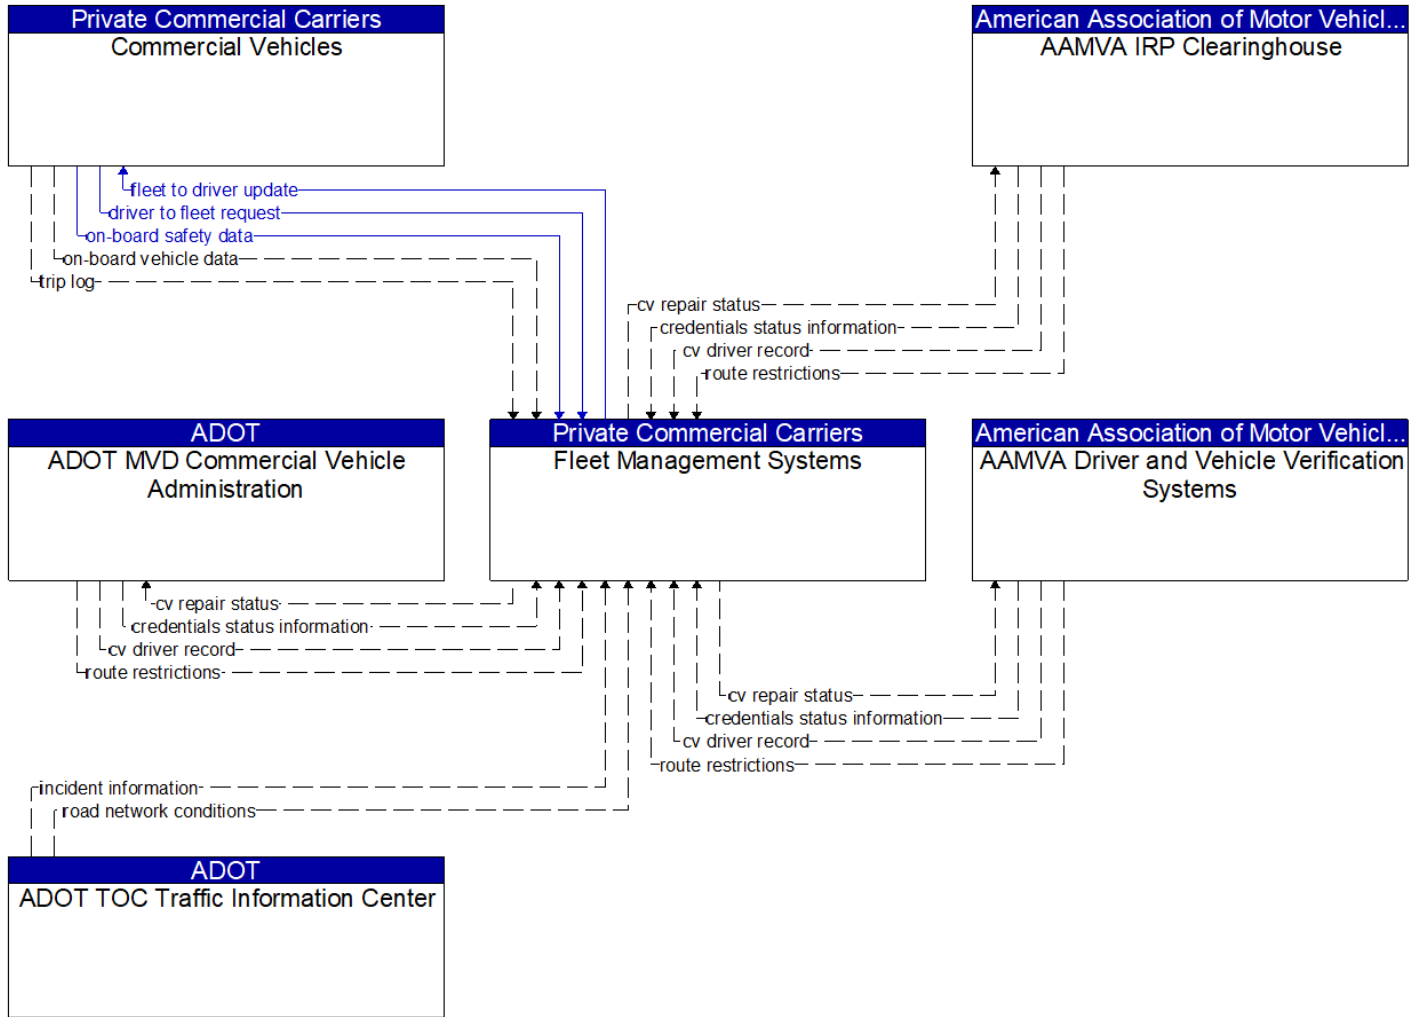 Private Commercial Carriers
Commercial Vehicles
American Association of Motor Vehicl...
AAMVA IRP Clearinghouse
fleet to driver update
driver to fleet request
on-board safety data
on-board vehicle data
trip log
cv repair status
credentials status information
cv driver record
route restrictions
ADOT
ADOT MVD Commercial Vehicle
Administration
Private Commercial Carriers
Fleet Management Systems
American Association of Motor Vehicl...
AAMVA Driver and Vehicle Verification
Systems
cv repair status
credentials status information
cv driver record
route restrictions
cv repair status
credentials status information
cv driver record
route restrictions
incident information
road network conditions
ADOT
ADOT TOC Traffic Information Center